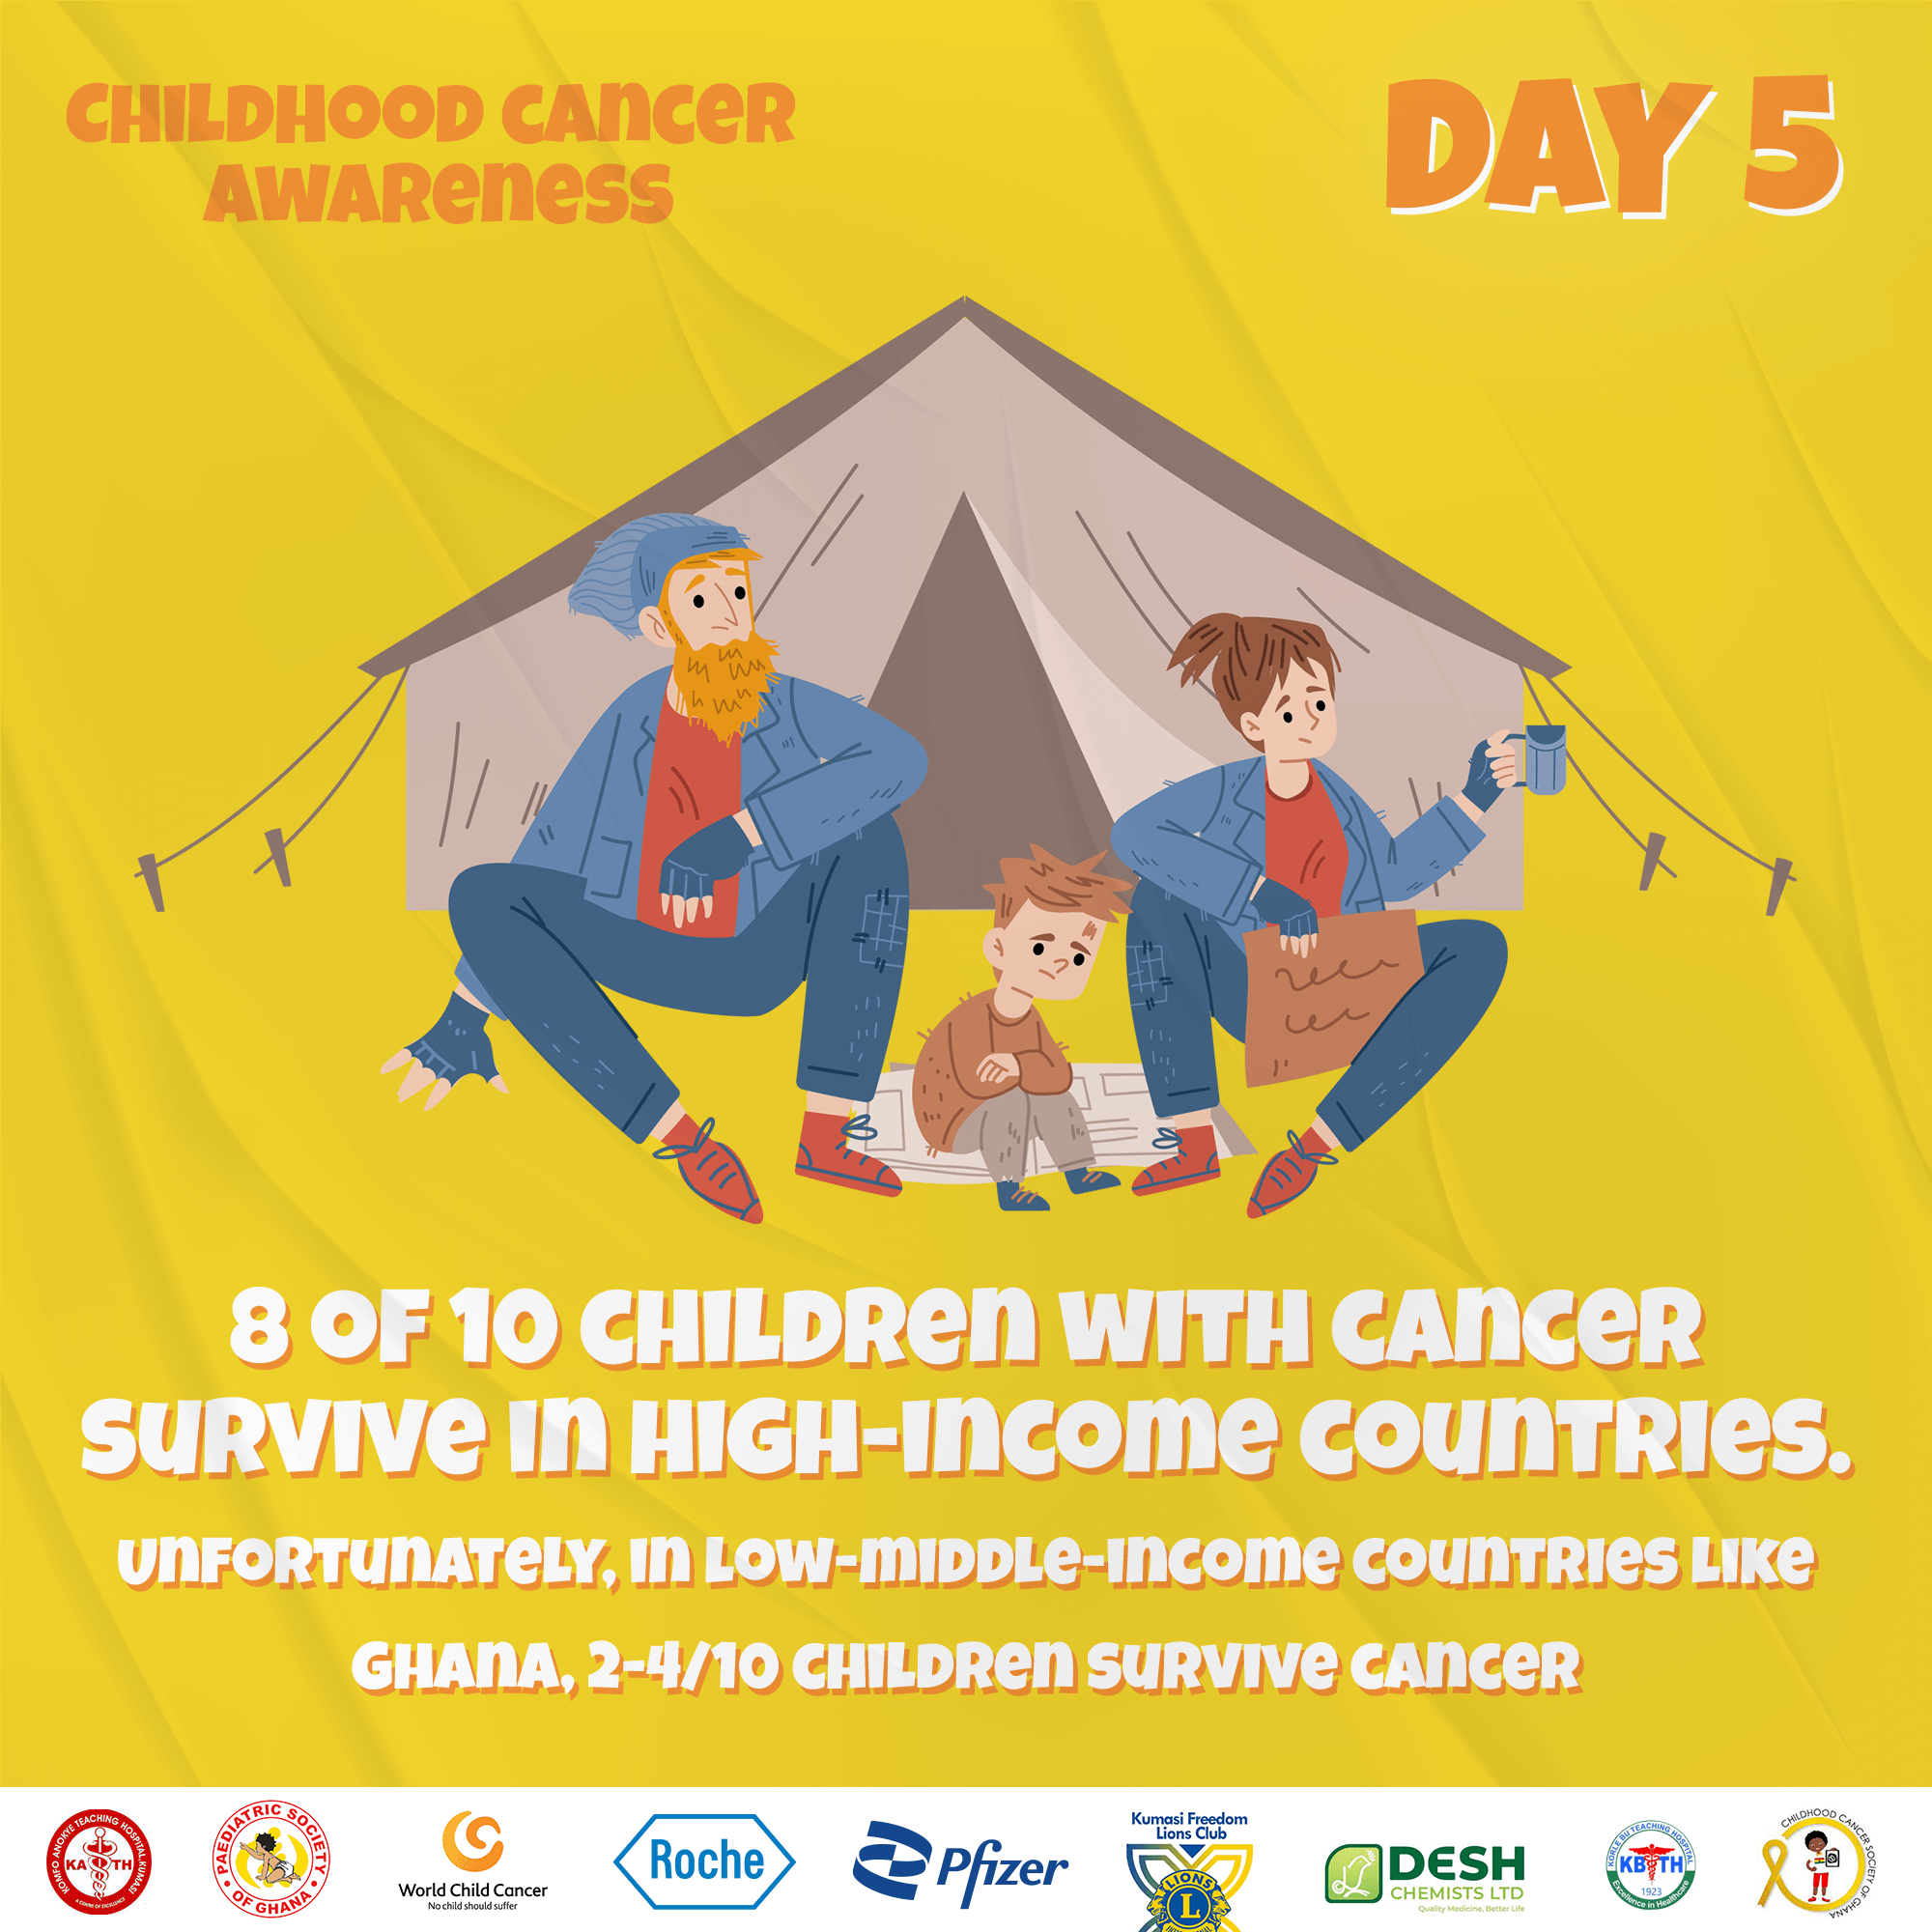 CHILDHOOD CANCER
AWARENESS
DAY 5
8 OF 10 CHILDREN WITH CANCER
SURVIVE IN HIGH-INCOME COUNTRIES.
UNFORTUNATELY, IN LOW-MIDDLE-INCOME COUNTRIES LIKE
GHANA, 2-4/10 CHILDREN SURVIVE CANCER
KOMFO ANOKYE TEACHING HOSPITAL, KUMASI
KATH
A CENTRE OF EXCELLENCE
PAEDIATRIC SOCIETY
• OF GHANA •
World Child Cancer
No child should suffer
Roche
Pfizer
Kumasi Freedom
Lions Club
LIONS
L
DESH
CHEMISTS LTD
Quality Medicine, Better Life
KORLE BU TEACHING HOSPITAL
KBTH
1923
Excellence in Healthcare
CHILDHOOD CANCER SOCIETY OF GHANA